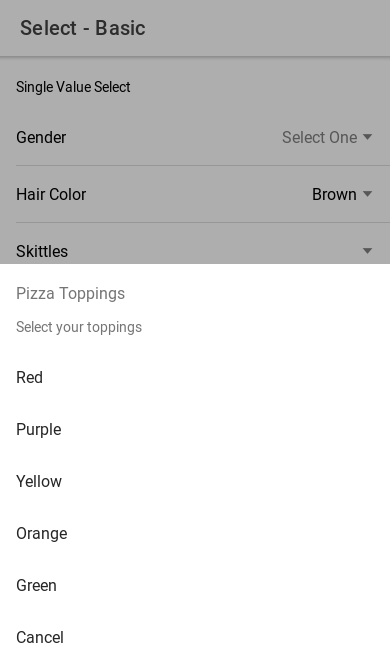 Select - Basic
Single Value Select
Gender Select One
Hair Color Brown
Skittles
Pizza Toppings
Select your toppings
Red
Purple
Yellow
Orange
Green
Cancel